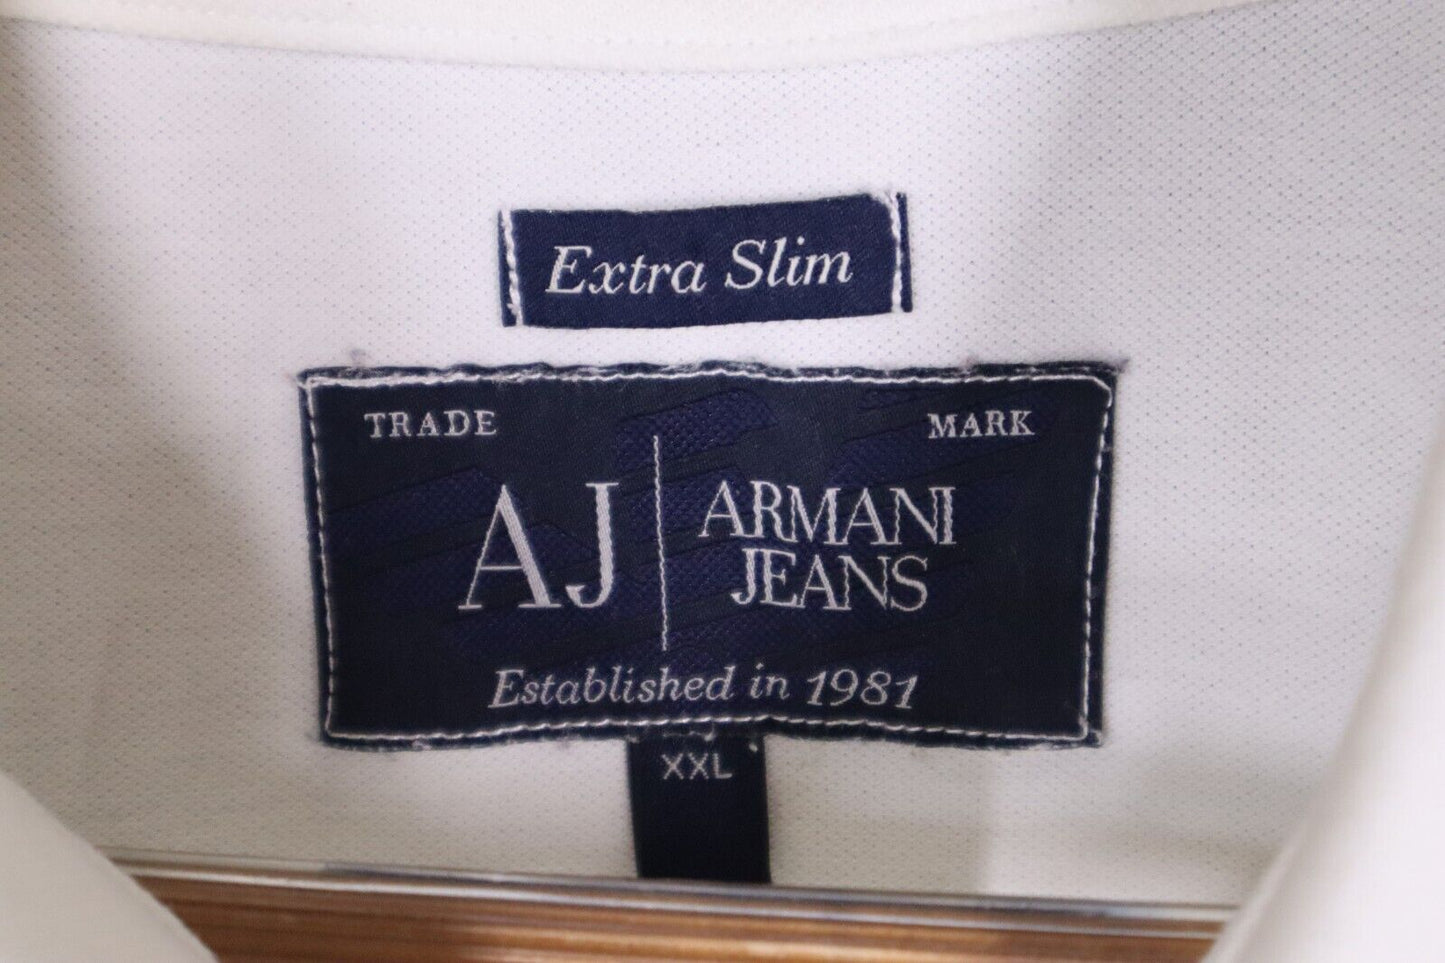 Extra Slim
TRADE MARK
AJ ARMANI
JEANS
Established in 1981
XXL